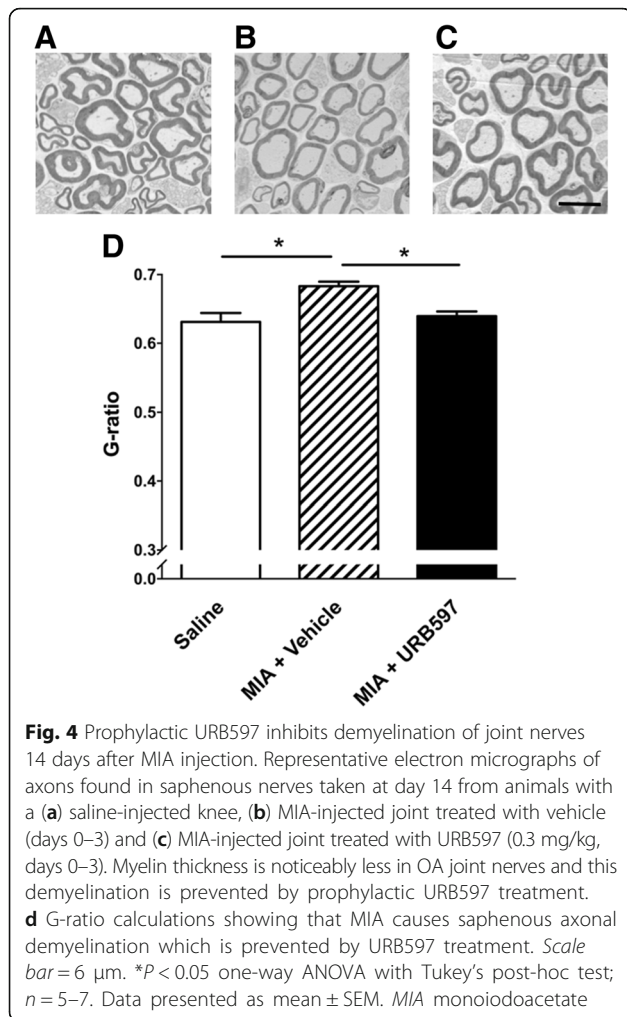 A
B
C
D
*
*
0.7
0.6
0.5
0.4
0.3
0.0
G-ratio
Saline
MIA + Vehicle
MIA + URB597
Fig. 4 Prophylactic URB597 inhibits demyelination of joint nerves
14 days after MIA injection. Representative electron micrographs of
axons found in saphenous nerves taken at day 14 from animals with
a (a) saline-injected knee, (b) MIA-injected joint treated with vehicle
(days 0–3) and (c) MIA-injected joint treated with URB597 (0.3 mg/kg,
days 0–3). Myelin thickness is noticeably less in OA joint nerves and this
demyelination is prevented by prophylactic URB597 treatment.
d G-ratio calculations showing that MIA causes saphenous axonal
demyelination which is prevented by URB597 treatment. Scale
bar = 6 μm. *P < 0.05 one-way ANOVA with Tukey's post-hoc test;
n = 5–7. Data presented as mean ± SEM. MIA monoiodoacetate